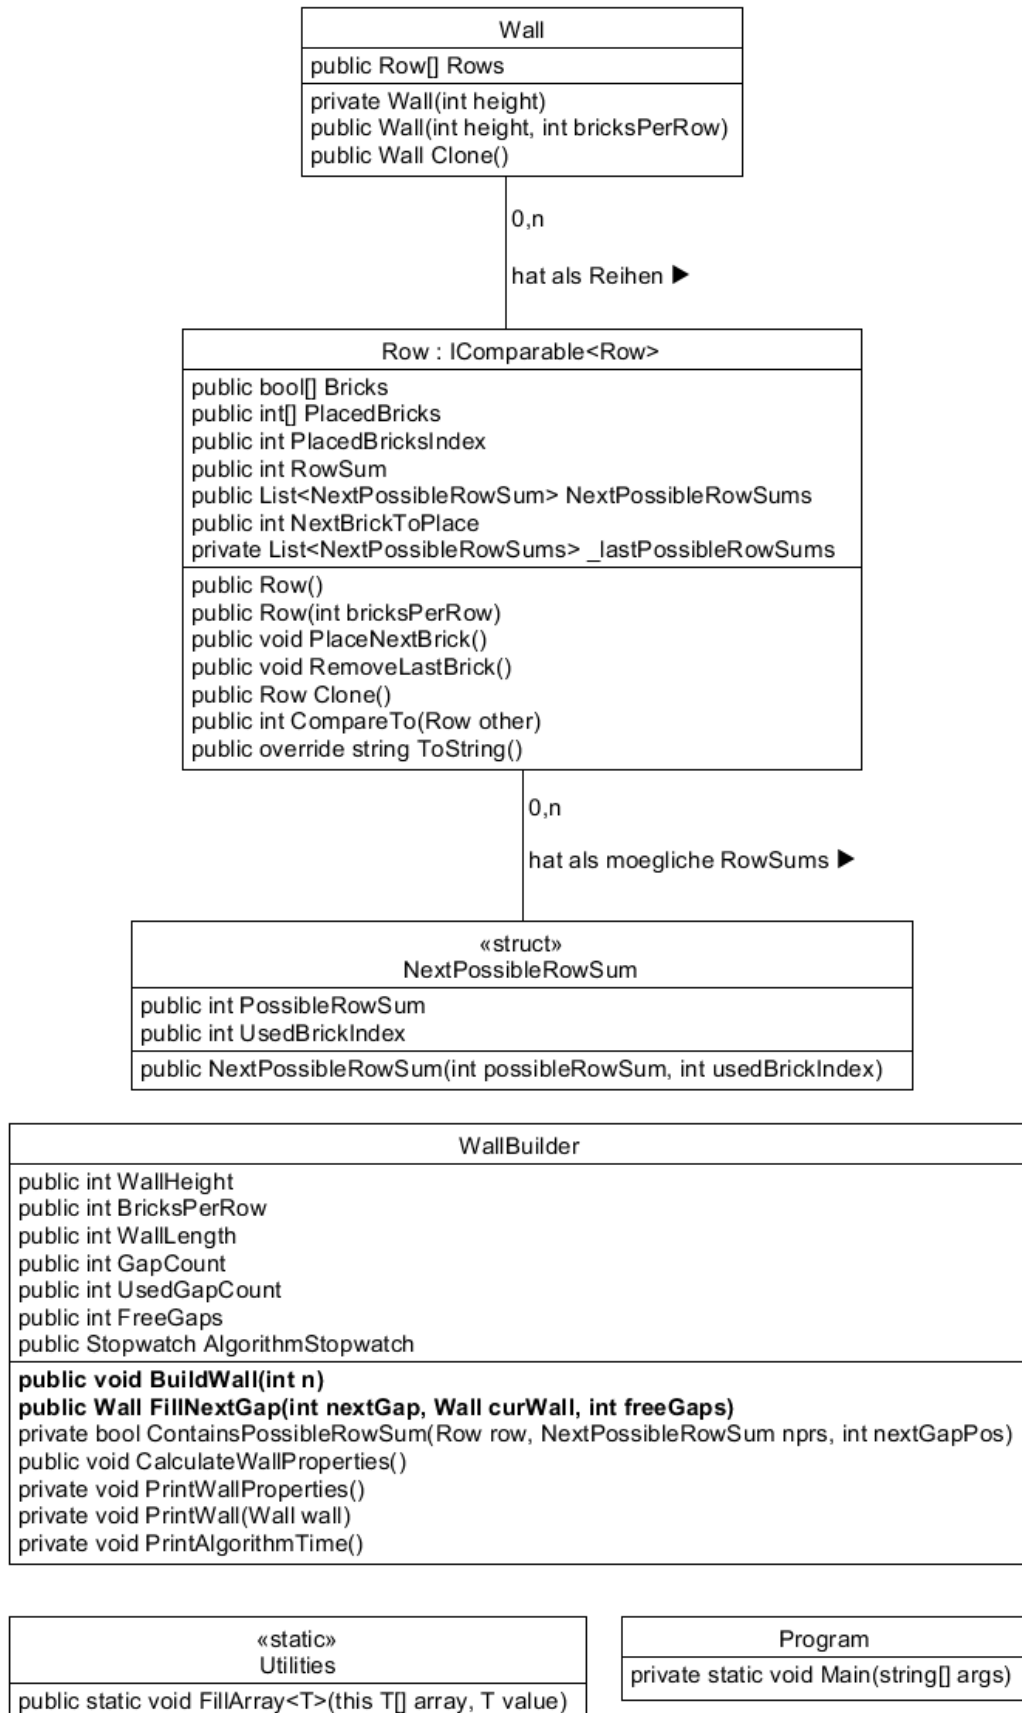 Wall
public Row[] Rows
private Wall(int height)
public Wall(int height, int bricksPerRow)
public Wall Clone()
0,n
hat als Reihen ▶
Row : IComparable<Row>
public bool[] Bricks
public int[] PlacedBricks
public int PlacedBricksIndex
public int RowSum
public List<NextPossibleRowSum> NextPossibleRowSums
public int NextBrickToPlace
private List<NextPossibleRowSums> _lastPossibleRowSums
public Row()
public Row(int bricksPerRow)
public void PlaceNextBrick()
public void RemoveLastBrick()
public Row Clone()
public int CompareTo(Row other)
public override string ToString()
0,n
hat als moegliche RowSums ▶
«struct»
NextPossibleRowSum
public int PossibleRowSum
public int UsedBrickIndex
public NextPossibleRowSum(int possibleRowSum, int usedBrickIndex)
WallBuilder
public int WallHeight
public int BricksPerRow
public int WallLength
public int GapCount
public int UsedGapCount
public int FreeGaps
public Stopwatch AlgorithmStopwatch
public void BuildWall(int n)
public Wall FillNextGap(int nextGap, Wall curWall, int freeGaps)
private bool ContainsPossibleRowSum(Row row, NextPossibleRowSum nprs, int nextGapPos)
public void CalculateWallProperties()
private void PrintWallProperties()
private void PrintWall(Wall wall)
private void PrintAlgorithmTime()
«static»
Utilities
public static void FillArray<T>(this T[] array, T value)
Program
private static void Main(string[] args)